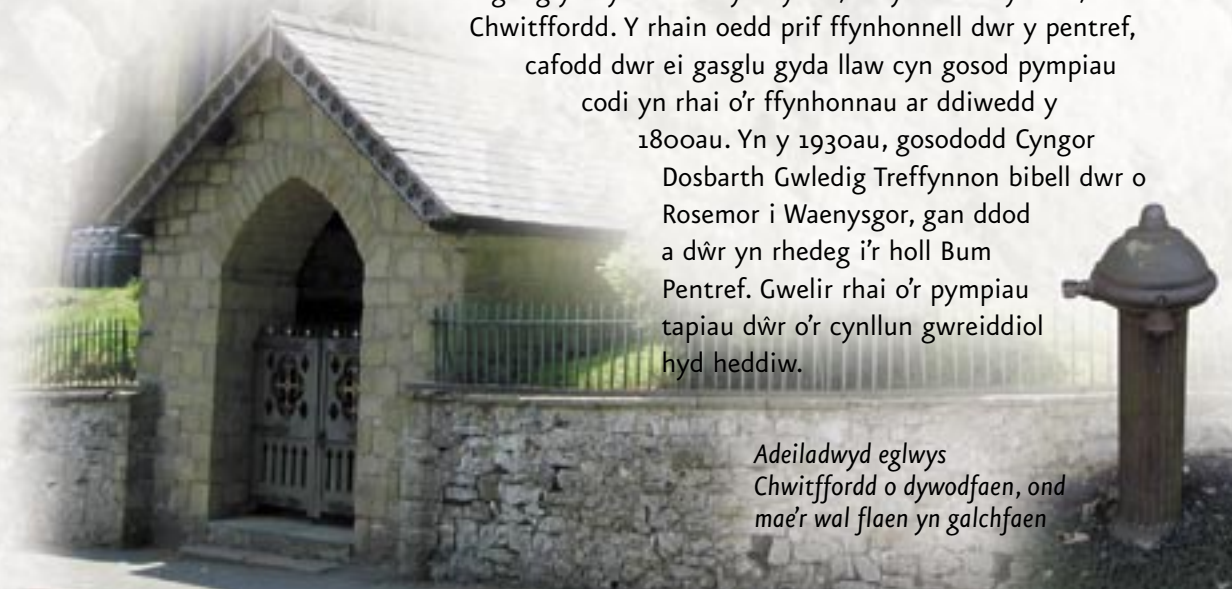 Chwitffordd. Y rhain oedd prif ffynhonnell dwr y pentref,
cafodd dwr ei gasglu gyda llaw cyn gosod pympiau
codi yn rhai o'r ffynhonnau ar ddiwedd y
1800au. Yn y 1930au, gosododd Cyngor
Dosbarth Gwledig Treffynnon bibell dwr o
Rosemor i Waenysgor, gan ddod
a dŵr yn rhedeg i'r holl Bum
Pentref. Gwelir rhai o'r pympiau
tapiau dŵr o'r cynllun gwreiddiol
hyd heddiw.
Adeiladwyd eglwys
Chwitffordd o dywodfaen, ond
mae'r wal flaen yn galchfaen